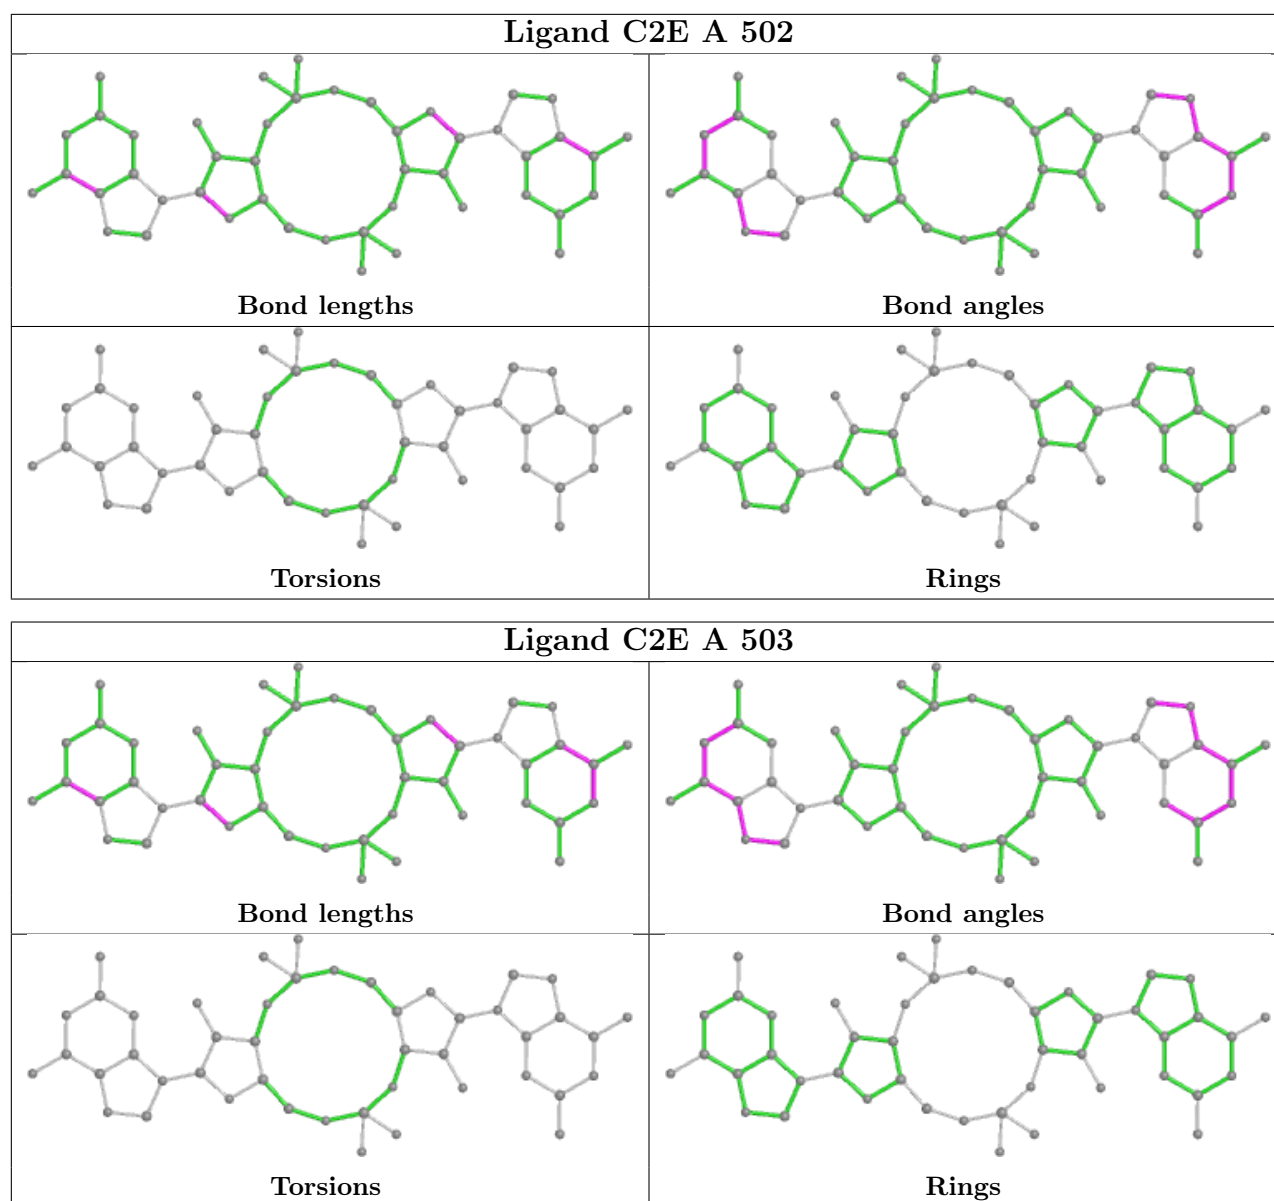 Ligand C2E A 502
Bond lengths
Bond angles
Torsions
Rings
Ligand C2E A 503
Bond lengths
Bond angles
Torsions
Rings